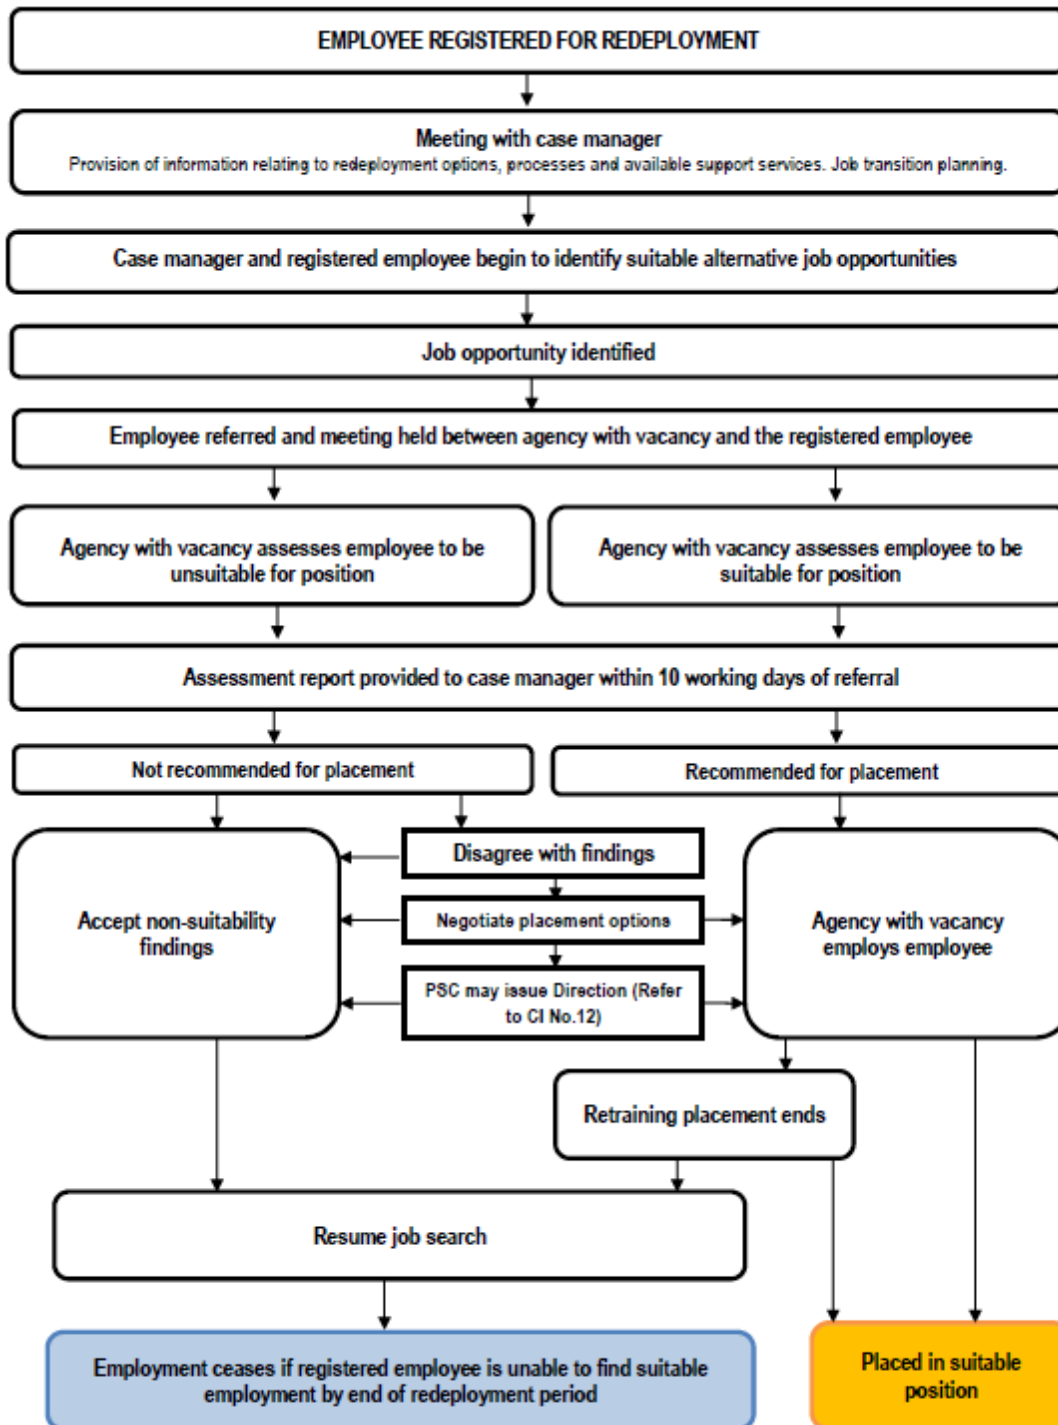 EMPLOYEE REGISTERED FOR REDEPLOYMENT
Meeting with case manager
Provision of information relating to redeployment options, processes and available support services. Job transition planning.
Case manager and registered employee begin to identify suitable alternative job opportunities
Job opportunity identified
Employee referred and meeting held between agency with vacancy and the registered employee
Agency with vacancy assesses employee to be
unsuitable for position
Agency with vacancy assesses employee to be
suitable for position
Assessment report provided to case manager within 10 working days of referral
Not recommended for placement
Recommended for placement
Accept non-suitability
findings
Disagree with findings
Negotiate placement options
PSC may issue Direction (Refer
to CI No.12)
Agency with vacancy
employs employee
Retraining placement ends
Resume job search
Employment ceases if registered employee is unable to find suitable
employment by end of redeployment period
Placed in suitable
position